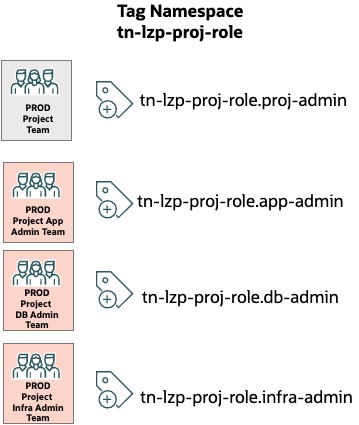 Tag Namespace
tn-lzp-proj-role
PROD
Project
Team
tn-lzp-proj-role.proj-admin
PROD
Project App
Admin Team
tn-lzp-proj-role.app-admin
PROD
Project
DB Admin
Team
tn-lzp-proj-role.db-admin
PROD
Project
Infra Admin
Team
tn-lzp-proj-role.infra-admin